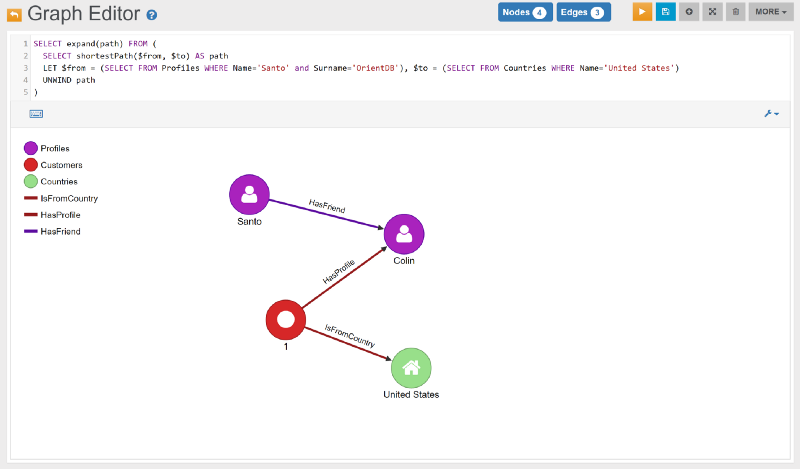 Graph Editor ?
Nodes 4 Edges 3 MORE
1 SELECT expand(path) FROM (
2 SELECT shortestPath($from, $to) AS path
3 LET $from = (SELECT FROM Profiles WHERE Name='Santo' and Surname='OrientDB'), $to = (SELECT FROM Countries WHERE Name='United States')
4 UNWIND path
5 )
Profiles
Customers
Countries
IsFromCountry
HasProfile
HasFriend
HasFriend
Santo
Colin
HasProfile
1
IsFromCountry
United States